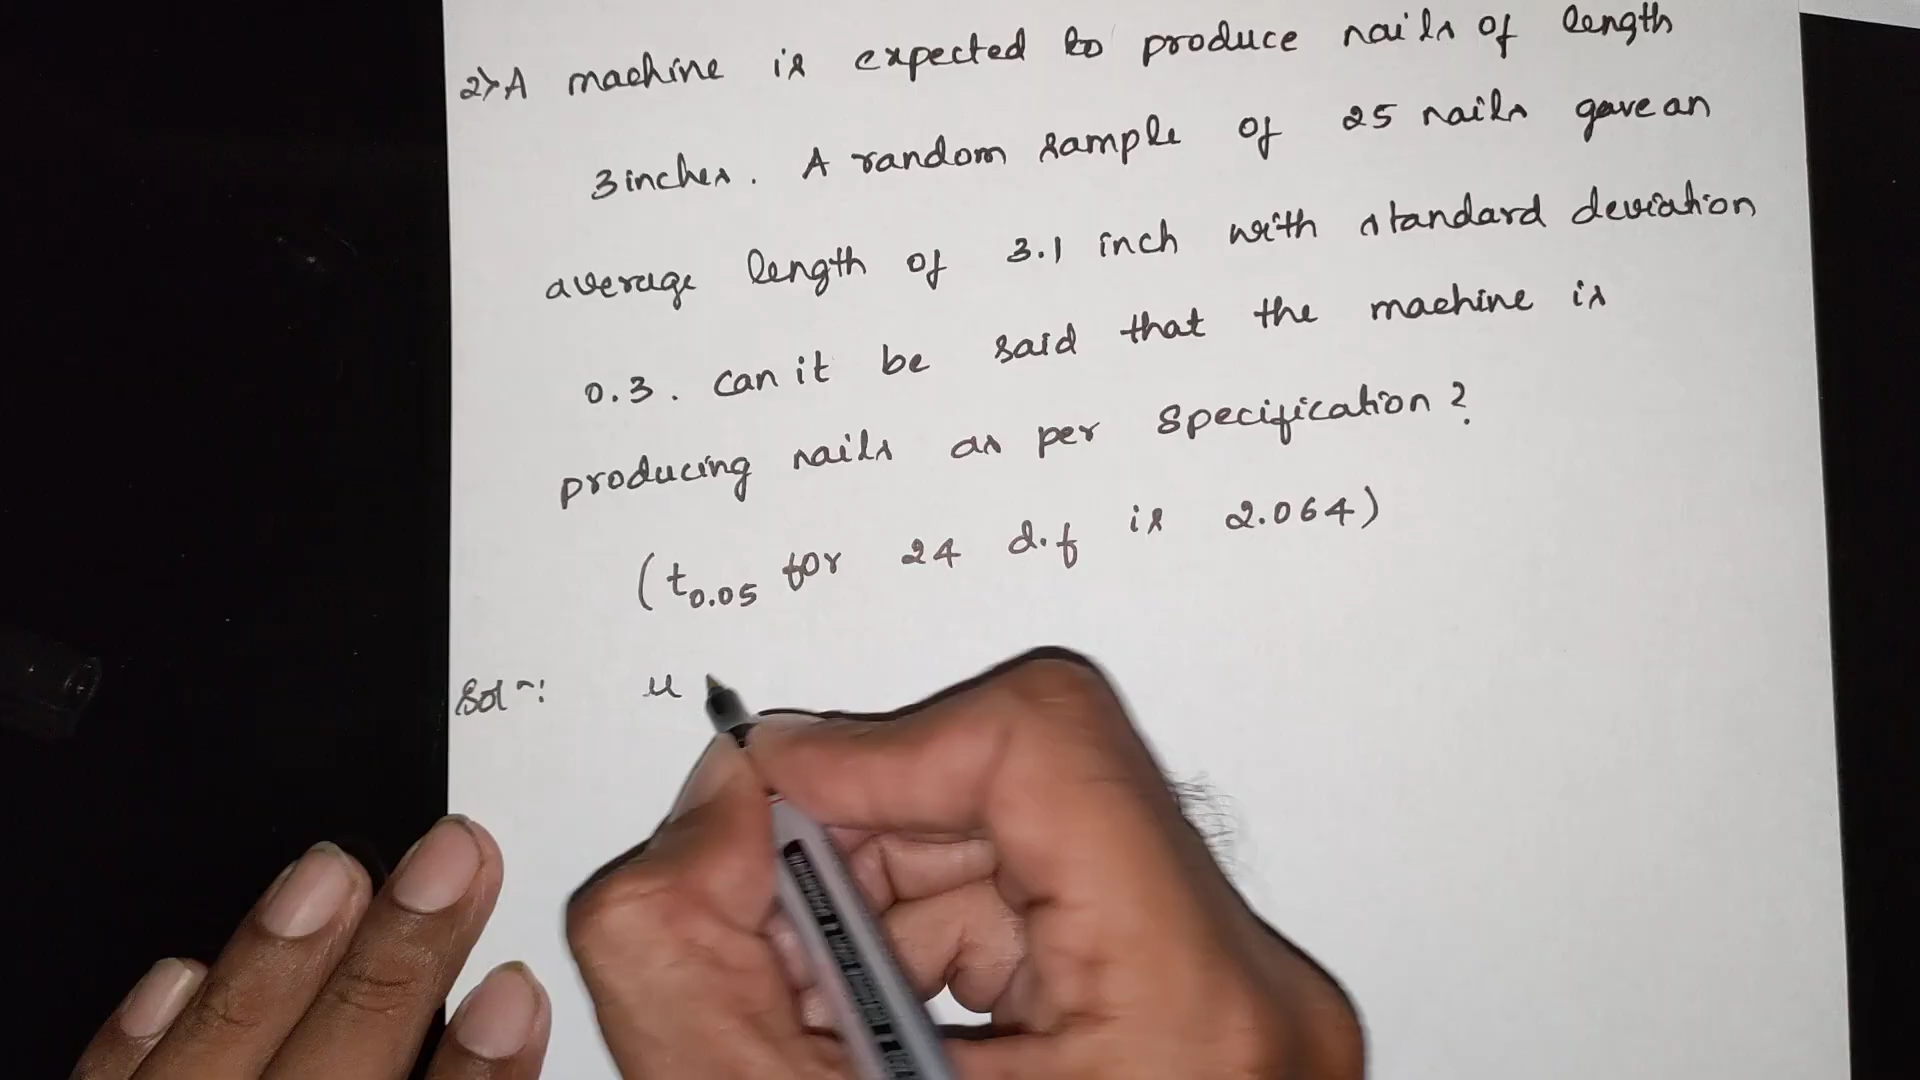 2) A machine is expected to produce nails of length
3 inches. A random sample of 25 nails gave an
average length of 3.1 inch with standard deviation
0.3. can it be said that the machine is
producing nails as per specification?
(t0.05 for 24 d.f is 2.064)
Sol~: μ